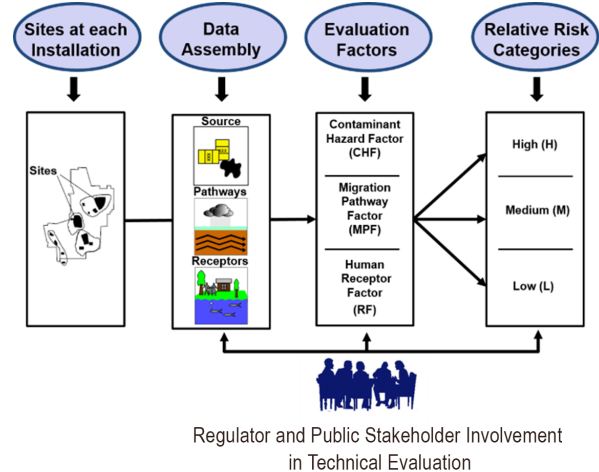 Sites at each
Installation
Data
Assembly
Evaluation
Factors
Relative Risk
Categories
Sites
Source
Pathways
Receptors
Contaminant
Hazard Factor
(CHF)
Migration
Pathway
Factor
(MPF)
Human
Receptor
Factor
(RF)
High (H)
Medium (M)
Low (L)
Regulator and Public Stakeholder Involvement
in Technical Evaluation